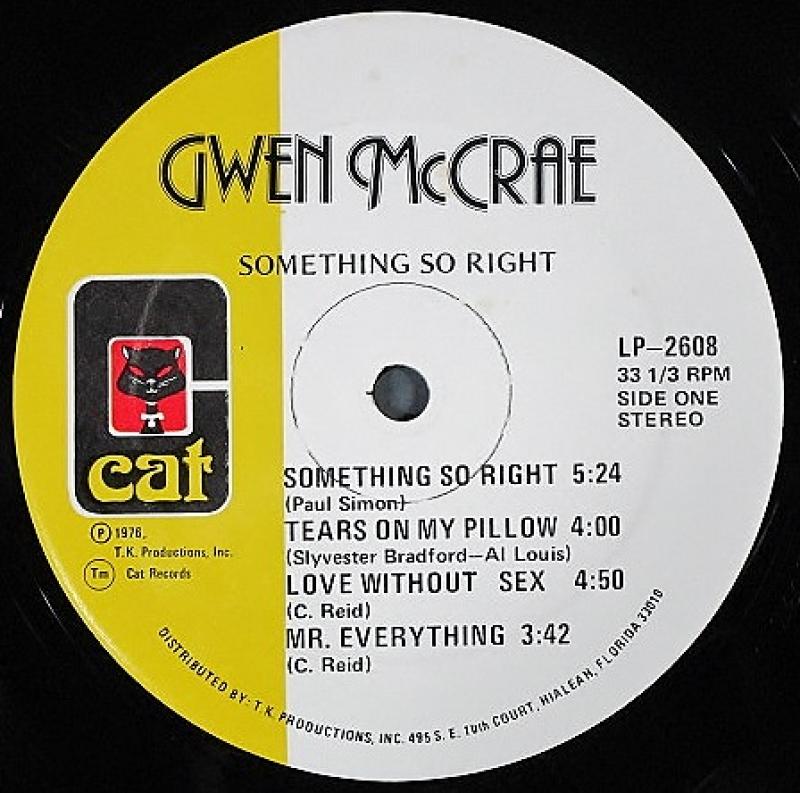 GWEN McCRAE
SOMETHING SO RIGHT
cat
LP–2608
33 1/3 RPM
SIDE ONE
STEREO
SOMETHING SO RIGHT 5:24
(Paul Simon)
TEARS ON MY PILLOW 4:00
(Slyvester Bradford–Al Louis)
LOVE WITHOUT SEX 4:50
(C. Reid)
MR. EVERYTHING 3:42
(C. Reid)
P 1976,
T.K. Productions, Inc.
Tm Cat Records
DISTRIBUTED BY: T.K. PRODUCTIONS, INC. 495 S. E. 10th COURT, HIALEAH, FLORIDA 33010